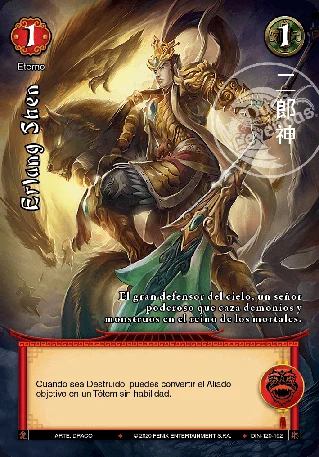 1
1
Eterno
Erlang Shen
二郎神
El gran defensor del cielo, un señor
poderoso que caza demonios y
monstruos en el reino de los mortales.
Cuando sea Destruido, puedes convertir el Aliado
objetivo en un Tótem sin habilidad.
ARTE: DRACO
© 2020 FENIX ENTERTAINMENT S.P.A.